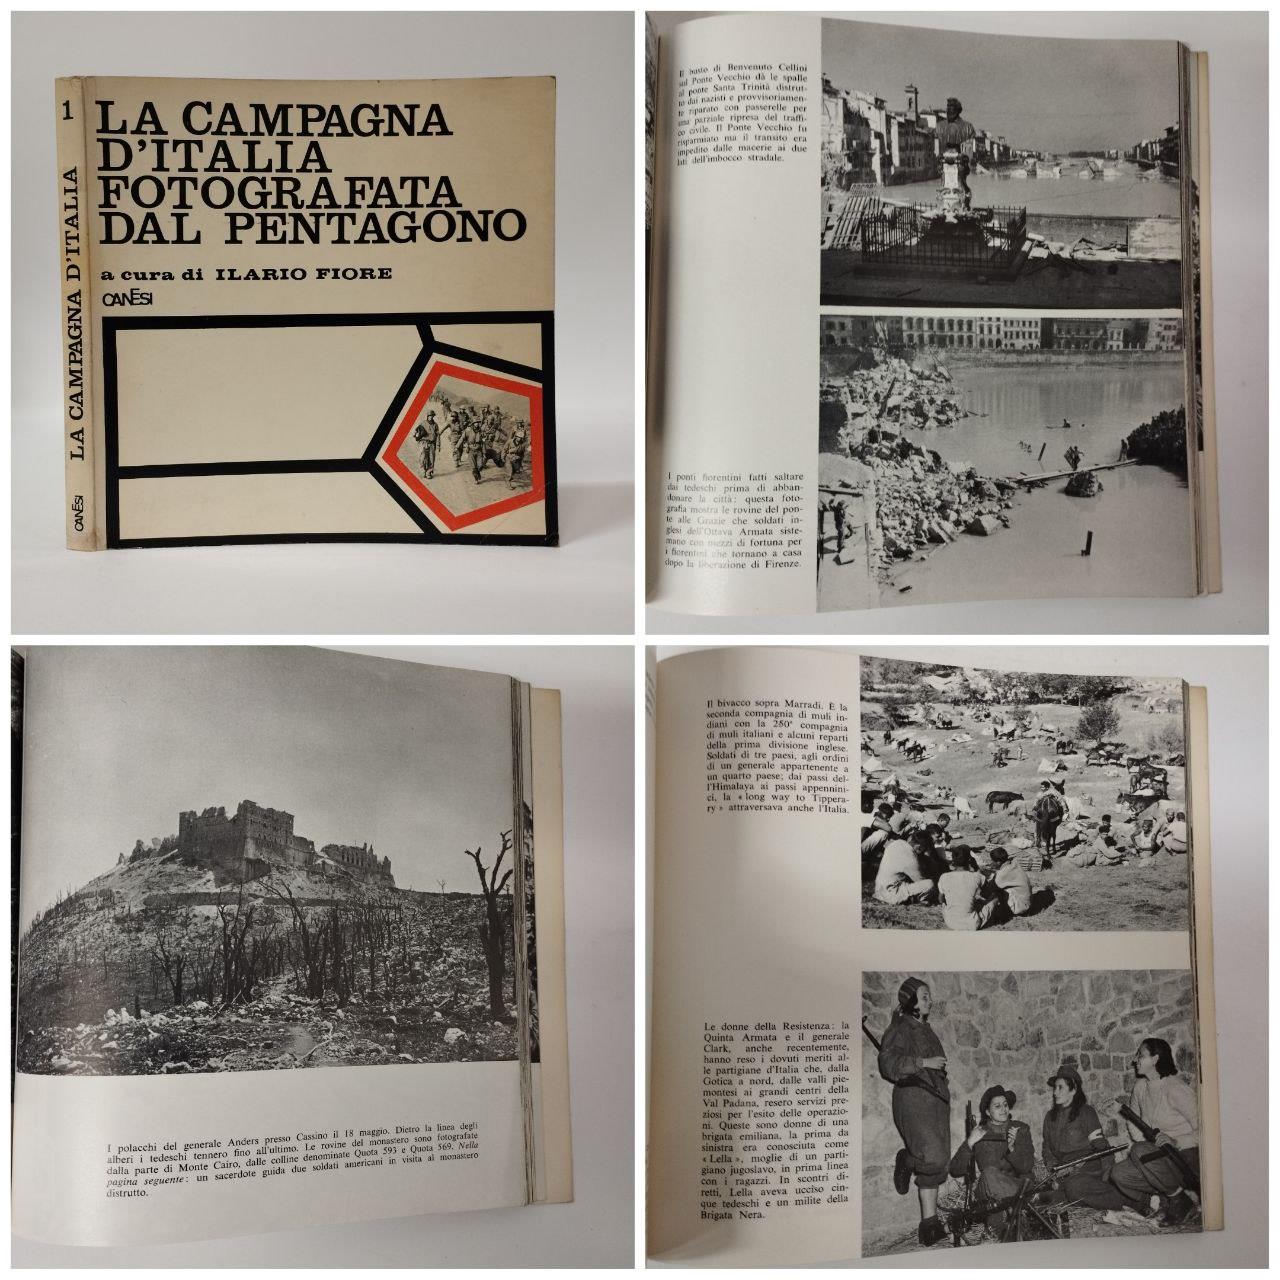 1
LA CAMPAGNA D'ITALIA
CANESI
LA CAMPAGNA
D'ITALIA
FOTOGRAFATA
DAL PENTAGONO
a cura di ILARIO FIORE
CANESI
Il busto di Benvenuto Cellini
sul Ponte Vecchio dà le spalle
al ponte Santa Trinità distrut-
to dai nazisti e provvisoriamen-
te riparato con passerelle per
una parziale ripresa del traffi-
co civile. Il Ponte Vecchio fu
risparmiato ma il transito era
impedito dalle macerie ai due
lati dell'imbocco stradale.
I ponti fiorentini fatti saltare
dai tedeschi prima di abban-
donare la città: questa foto-
grafia mostra le rovine del pon-
te alle Grazie che soldati in-
glesi dell'Ottava Armata siste-
mano con mezzi di fortuna per
i fiorentini che tornano a casa
dopo la liberazione di Firenze.
I polacchi del generale Anders presso Cassino il 18 maggio. Dietro la linea degli
alberi i tedeschi tennero fino all'ultimo. Le rovine del monastero sono fotografate
dalla parte di Monte Cairo, dalle colline denominate Quota 593 e Quota 569. Nella
pagina seguente: un sacerdote guida due soldati americani in visita al monastero
distrutto.
Il bivacco sopra Marradi. È la
seconda compagnia di muli in-
diani con la 250ª compagnia
di muli italiani e alcuni reparti
della prima divisione inglese.
Soldati di tre paesi, agli ordini
di un generale appartenente a
un quarto paese; dai passi del-
l'Himalaya ai passi appennini-
ci, la « long way to Tippera-
ry » attraversava anche l'Italia.
Le donne della Resistenza: la
Quinta Armata e il generale
Clark, anche recentemente,
hanno reso i dovuti meriti al-
le partigiane d'Italia che, dalla
Gotica a nord, dalle valli pie-
montesi ai grandi centri della
Val Padana, resero servizi pre-
ziosi per l'esito delle operazio-
ni. Queste sono donne di una
brigata emiliana, la prima da
sinistra era conosciuta come
« Lella », moglie di un parti-
giano jugoslavo, in prima linea
con i ragazzi. In scontri di-
retti, Lella aveva ucciso cin-
que tedeschi e un milite della
Brigata Nera.